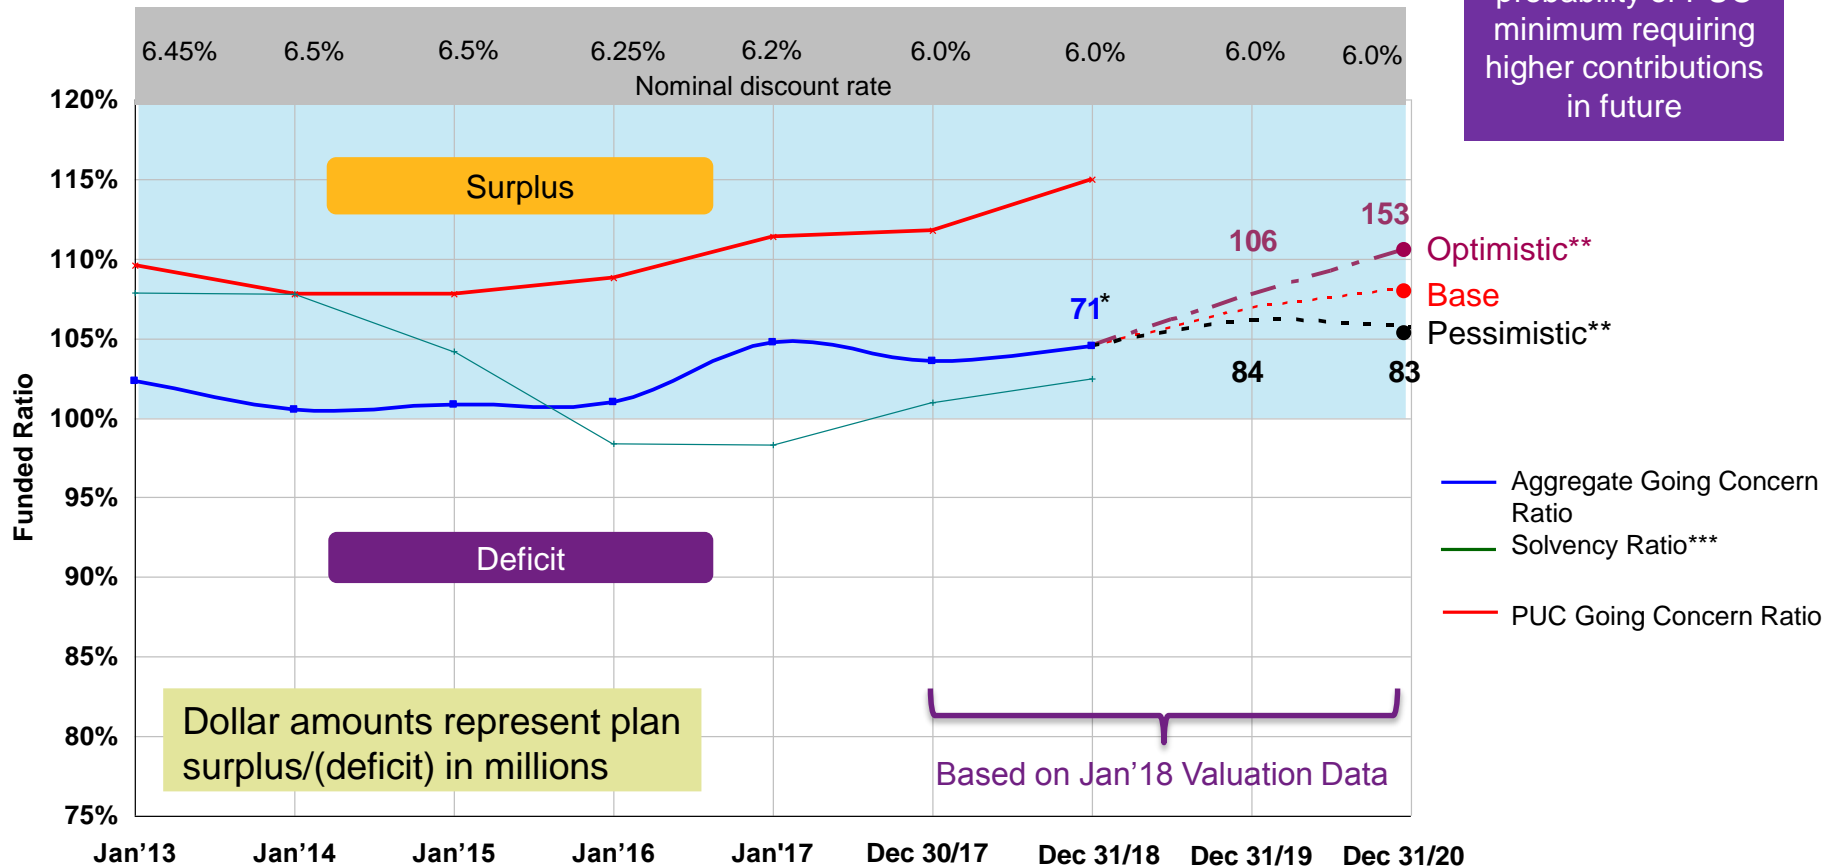 minimum requiring
higher contributions
in future
6.45% 6.5% 6.5% 6.25% 6.2% 6.0% 6.0% 6.0% 6.0%
Nominal discount rate
120%
115%
110%
105%
100%
95%
90%
85%
80%
75%
Funded Ratio
Surplus
Deficit
71*
106
153
84
83
Optimistic**
Base
Pessimistic**
Aggregate Going Concern
Ratio
Solvency Ratio***
PUC Going Concern Ratio
Dollar amounts represent plan
surplus/(deficit) in millions
Based on Jan’18 Valuation Data
Jan’13 Jan’14 Jan’15 Jan’16 Jan'17 Dec 30/17 Dec 31/18 Dec 31/19 Dec 31/20